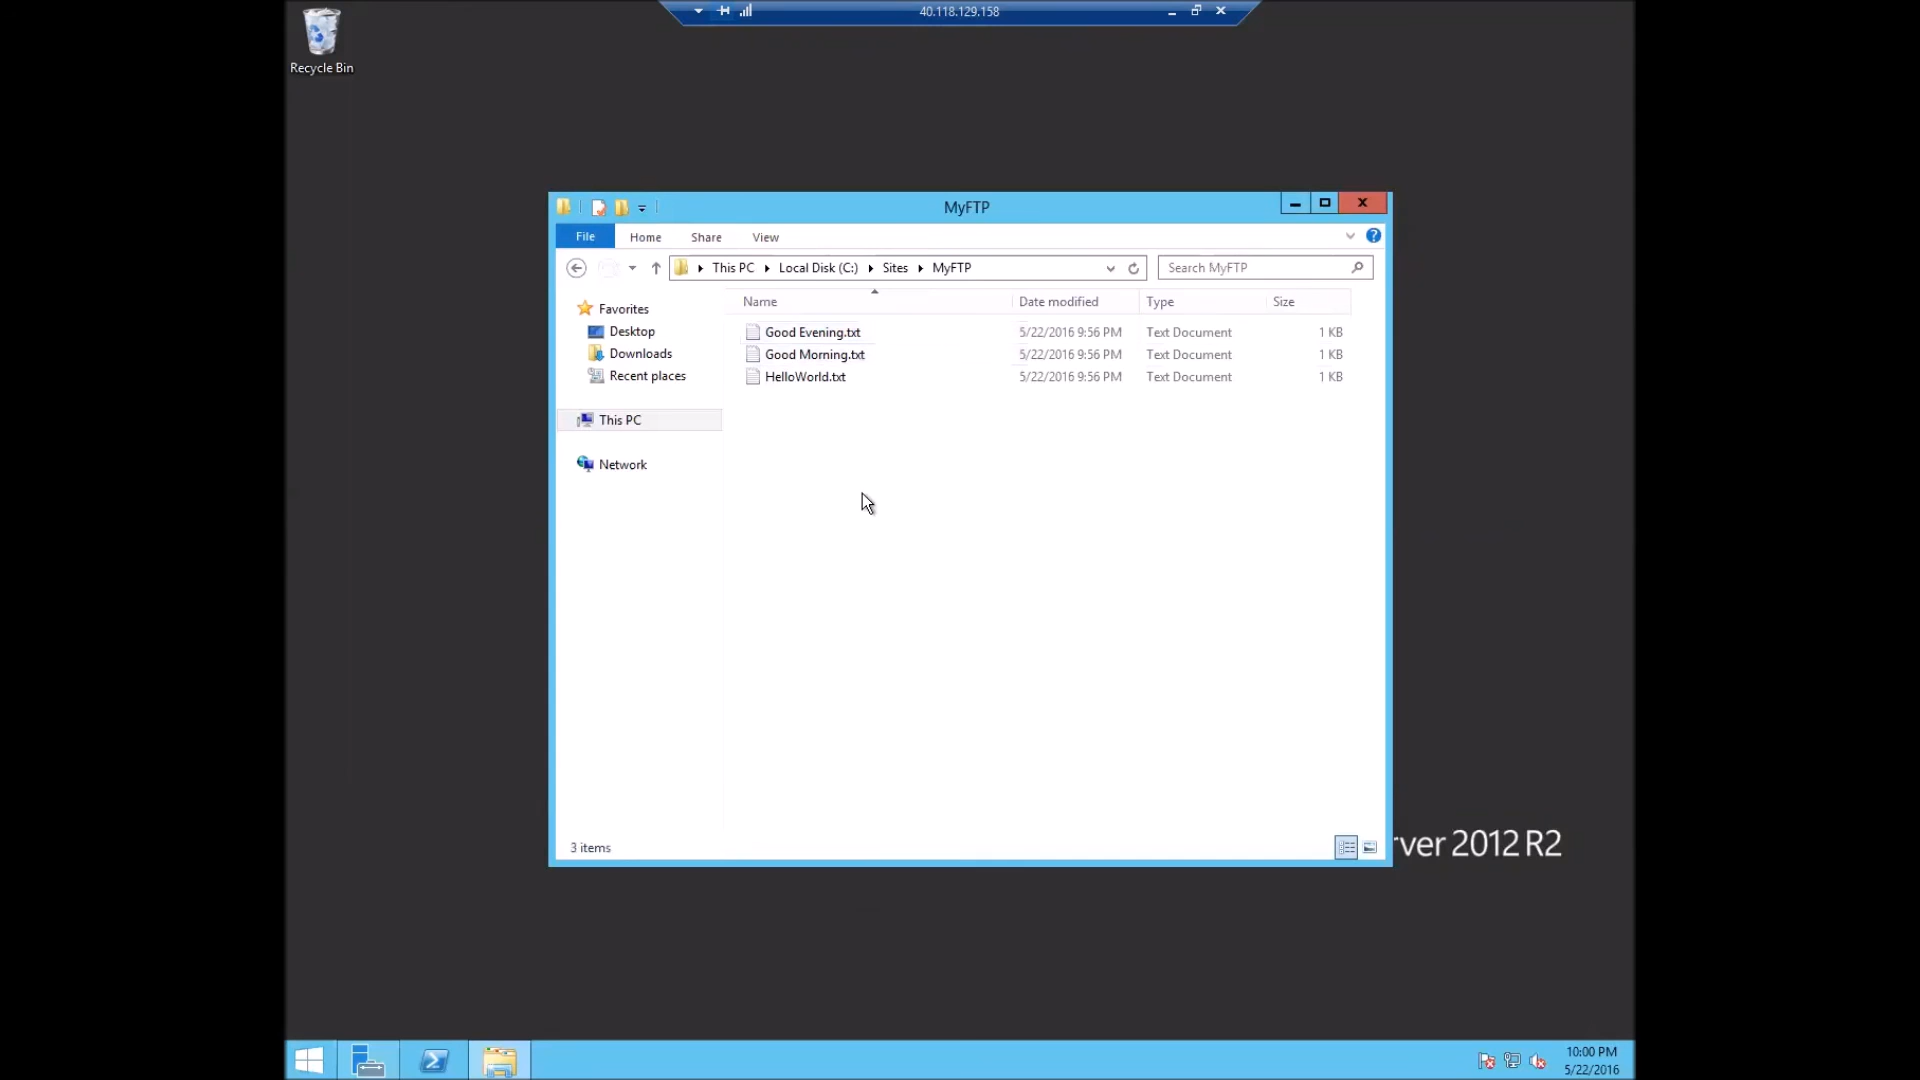 40.118.129.158
Recycle Bin
MyFTP
File Home Share View
This PC Local Disk (C:) Sites MyFTP Search MyFTP
Name Date modified Type Size
Favorites
Desktop
Downloads
Recent places
This PC
Network
Good Evening.txt 5/22/2016 9:56 PM Text Document 1 KB
Good Morning.txt 5/22/2016 9:56 PM Text Document 1 KB
HelloWorld.txt 5/22/2016 9:56 PM Text Document 1 KB
3 items
rver 2012 R2
10:00 PM
5/22/2016